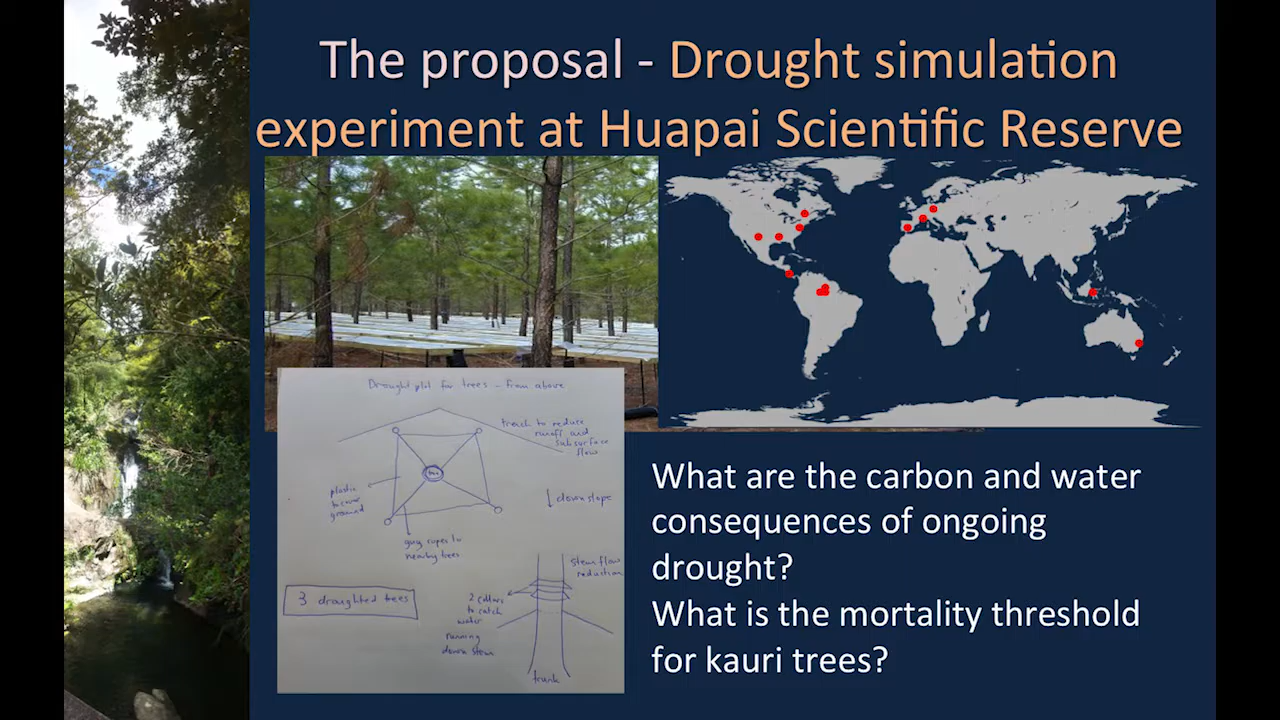 The proposal - Drought simulation
experiment at Huapai Scientific Reserve
Drought plot for trees - from above
trench to reduce
runoff and
subsurface
flow
plastic
to cover
ground
down slope
guy ropes to
nearby trees
stem flow
reduction
3 droughted trees
2 collars
to catch
water
running
down stem
trunk
What are the carbon and water
consequences of ongoing
drought?
What is the mortality threshold
for kauri trees?